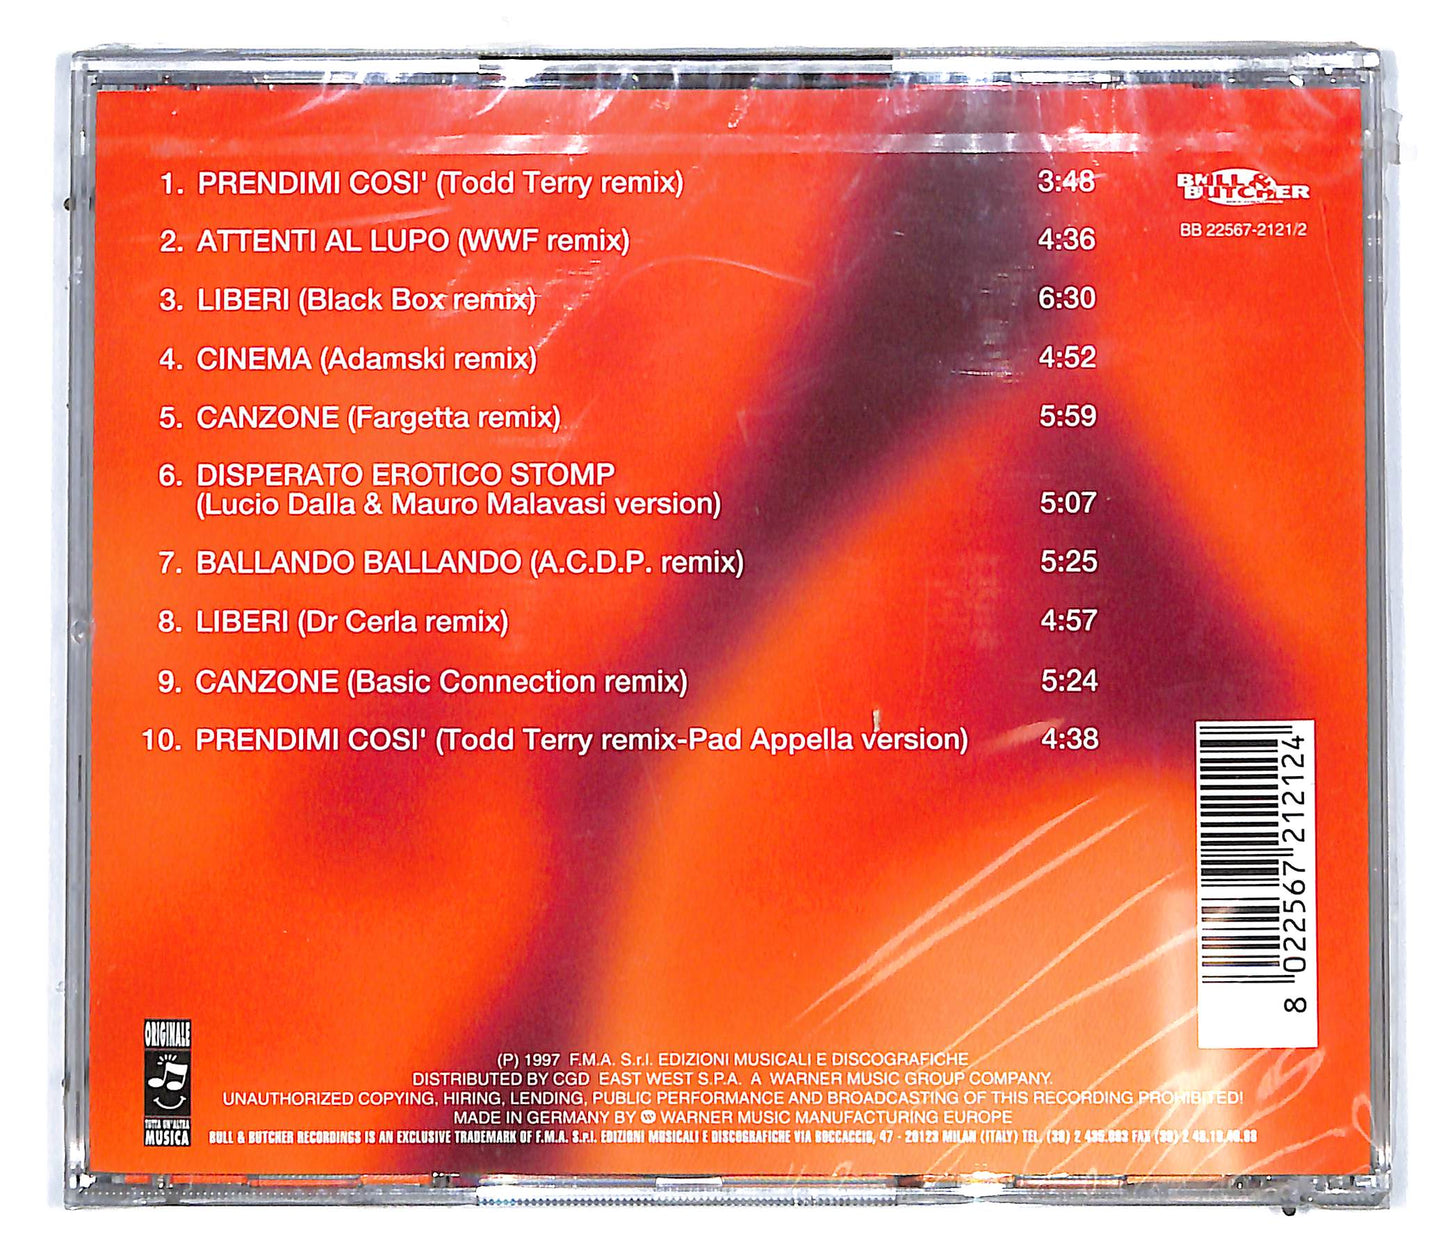 1. PRENDIMI COSI' (Todd Terry remix) 3:48
2. ATTENTI AL LUPO (WWF remix) 4:36
3. LIBERI (Black Box remix) 6:30
4. CINEMA (Adamski remix) 4:52
5. CANZONE (Fargetta remix) 5:59
6. DISPERATO EROTICO STOMP
(Lucio Dalla & Mauro Malavasi version) 5:07
7. BALLANDO BALLANDO (A.C.D.P. remix) 5:25
8. LIBERI (Dr Cerla remix) 4:57
9. CANZONE (Basic Connection remix) 5:24
10. PRENDIMI COSI' (Todd Terry remix-Pad Appella version) 4:38
BULL &
BUTCHER
BB 22567-2121/2
8 022567 212124
ORIGINALE
TUTTA UN'ALTRA
MUSICA
(P) 1997 F.M.A. S.r.l. EDIZIONI MUSICALI E DISCOGRAFICHE
DISTRIBUTED BY CGD EAST WEST S.P.A. A WARNER MUSIC GROUP COMPANY.
UNAUTHORIZED COPYING, HIRING, LENDING, PUBLIC PERFORMANCE AND BROADCASTING OF THIS RECORDING PROHIBITED!
MADE IN GERMANY BY WARNER MUSIC MANUFACTURING EUROPE
BULL & BUTCHER RECORDINGS IS AN EXCLUSIVE TRADEMARK OF F.M.A. S.r.l. EDIZIONI MUSICALI E DISCOGRAFICHE VIA BOCCACCIO, 47 - 20123 MILAN (ITALY) TEL. (39) 2 FAX (39) 2